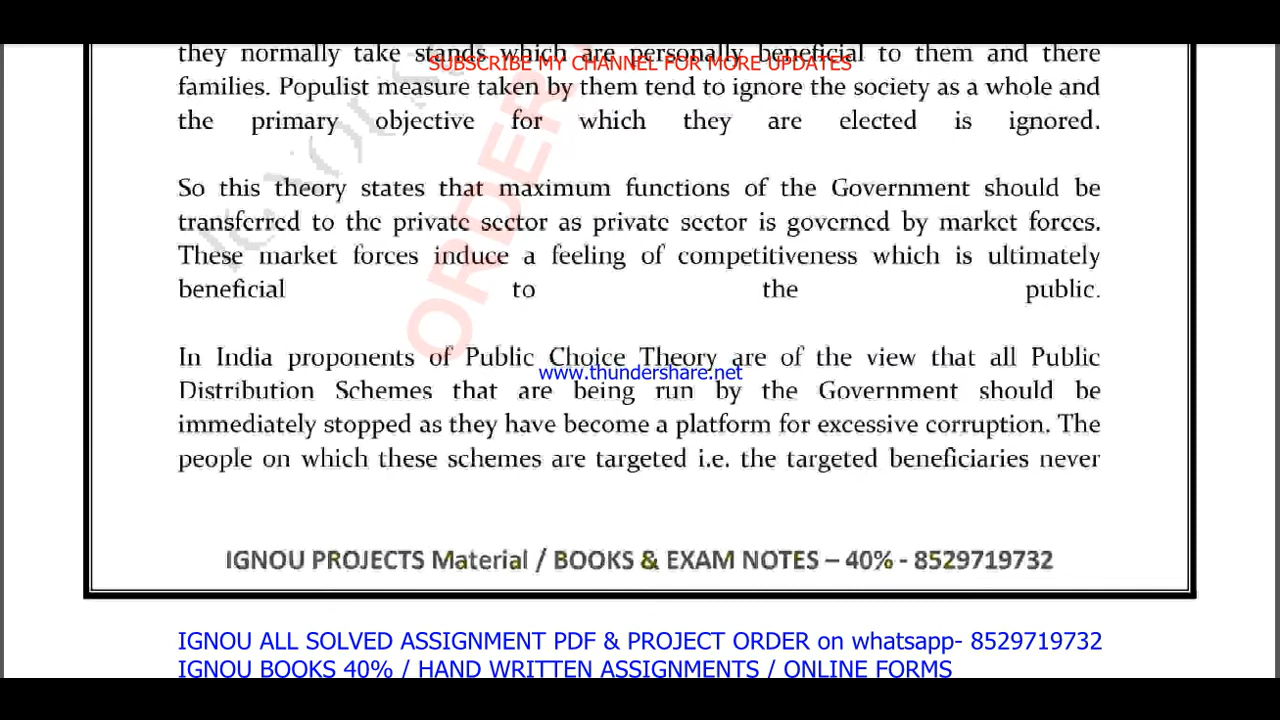 they normally take stands which are personally beneficial to them and there
SUBSCRIBE MY CHANNEL FOR MORE UPDATES
families. Populist measure taken by them tend to ignore the society as a whole and
the primary objective for which they are elected is ignored.
So this theory states that maximum functions of the Government should be
transferred to the private sector as private sector is governed by market forces.
These market forces induce a feeling of competitiveness which is ultimately
beneficial to the public.
ORDER
In India proponents of Public Choice Theory are of the view that all Public
www.thundershare.net
Distribution Schemes that are being run by the Government should be
immediately stopped as they have become a platform for excessive corruption. The
people on which these schemes are targeted i.e. the targeted beneficiaries never
IGNOU PROJECTS Material / BOOKS & EXAM NOTES – 40% - 8529719732
IGNOU ALL SOLVED ASSIGNMENT PDF & PROJECT ORDER on whatsapp- 8529719732
IGNOU BOOKS 40% / HAND WRITTEN ASSIGNMENTS / ONLINE FORMS